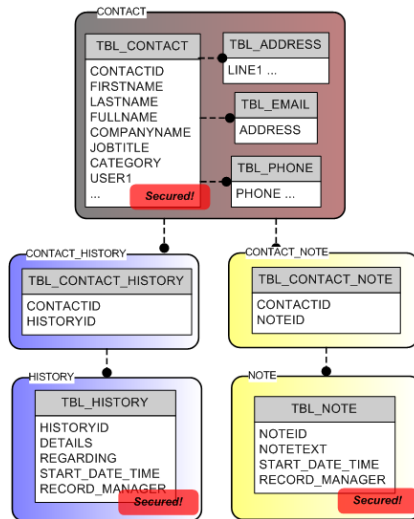 CONTACT
TBL_CONTACT
CONTACTID
FIRSTNAME
LASTNAME
FULLNAME
COMPANYNAME
JOBTITLE
CATEGORY
USER1
...
Secured!
TBL_ADDRESS
LINE1 ...
TBL_EMAIL
ADDRESS
TBL_PHONE
PHONE ...
CONTACT_HISTORY
TBL_CONTACT_HISTORY
CONTACTID
HISTORYID
CONTACT_NOTE
TBL_CONTACT_NOTE
CONTACTID
NOTEID
HISTORY
TBL_HISTORY
HISTORYID
DETAILS
REGARDING
START_DATE_TIME
RECORD_MANAGER
Secured!
NOTE
TBL_NOTE
NOTEID
NOTETEXT
START_DATE_TIME
RECORD_MANAGER
Secured!